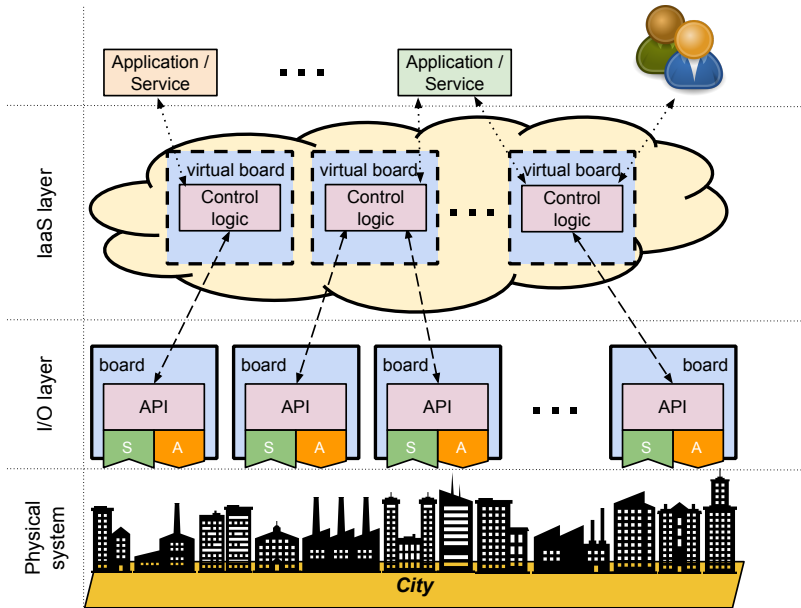 Application /
Service
Application /
Service
IaaS layer
virtual board
Control
logic
virtual board
Control
logic
virtual board
Control
logic
I/O layer
board
API
S
A
board
API
S
A
board
API
S
A
board
API
S
A
Physical
system
City